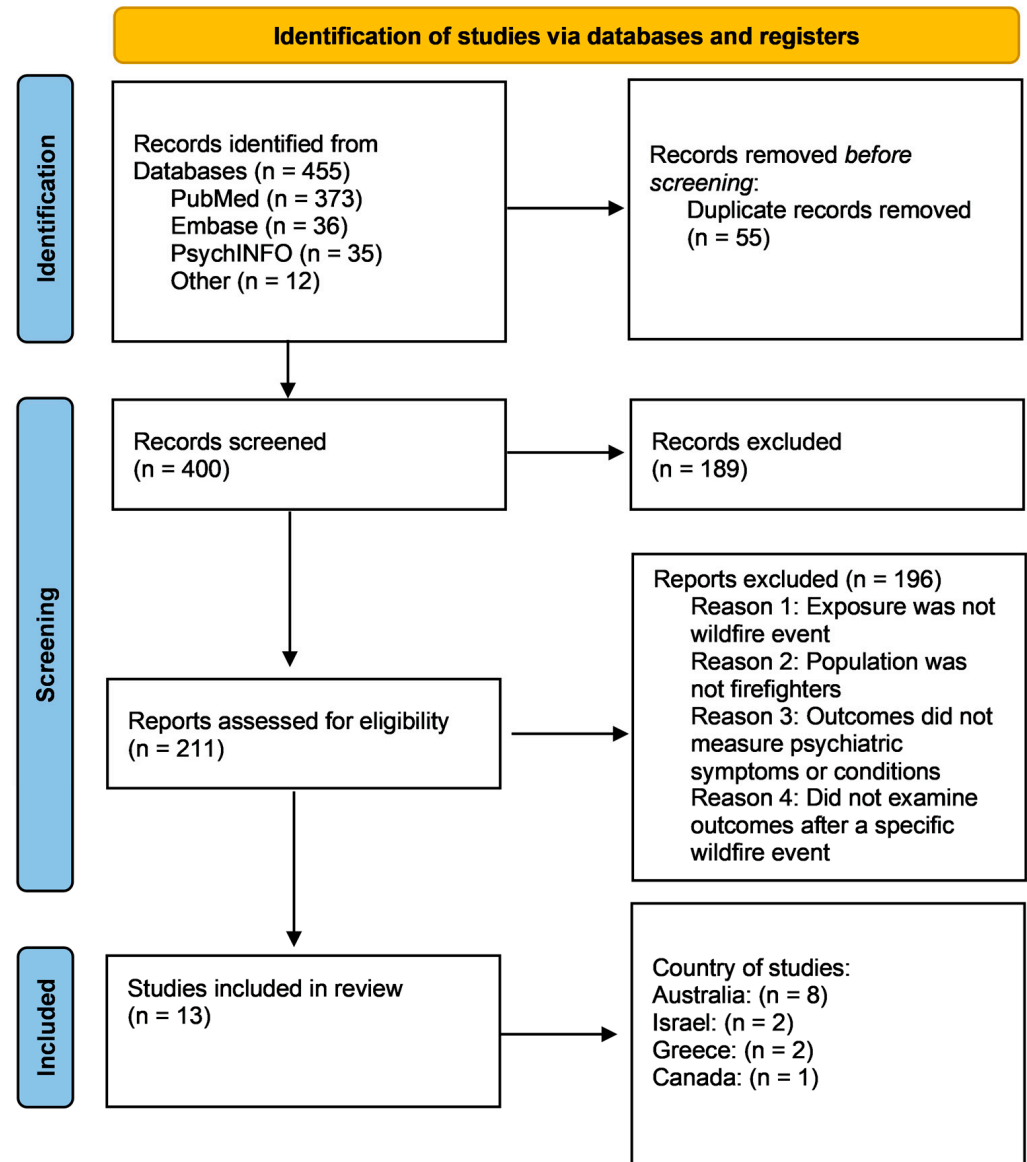 Identification of studies via databases and registers
Identification
Records identified from
Databases (n = 455)
PubMed (n = 373)
Embase (n = 36)
PsychINFO (n = 35)
Other (n = 12)
Records removed before
screening:
Duplicate records removed
(n = 55)
Screening
Records screened
(n = 400)
Records excluded
(n = 189)
Reports assessed for eligibility
(n = 211)
Reports excluded (n = 196)
Reason 1: Exposure was not
wildfire event
Reason 2: Population was
not firefighters
Reason 3: Outcomes did not
measure psychiatric
symptoms or conditions
Reason 4: Did not examine
outcomes after a specific
wildfire event
Included
Studies included in review
(n = 13)
Country of studies:
Australia: (n = 8)
Israel: (n = 2)
Greece: (n = 2)
Canada: (n = 1)